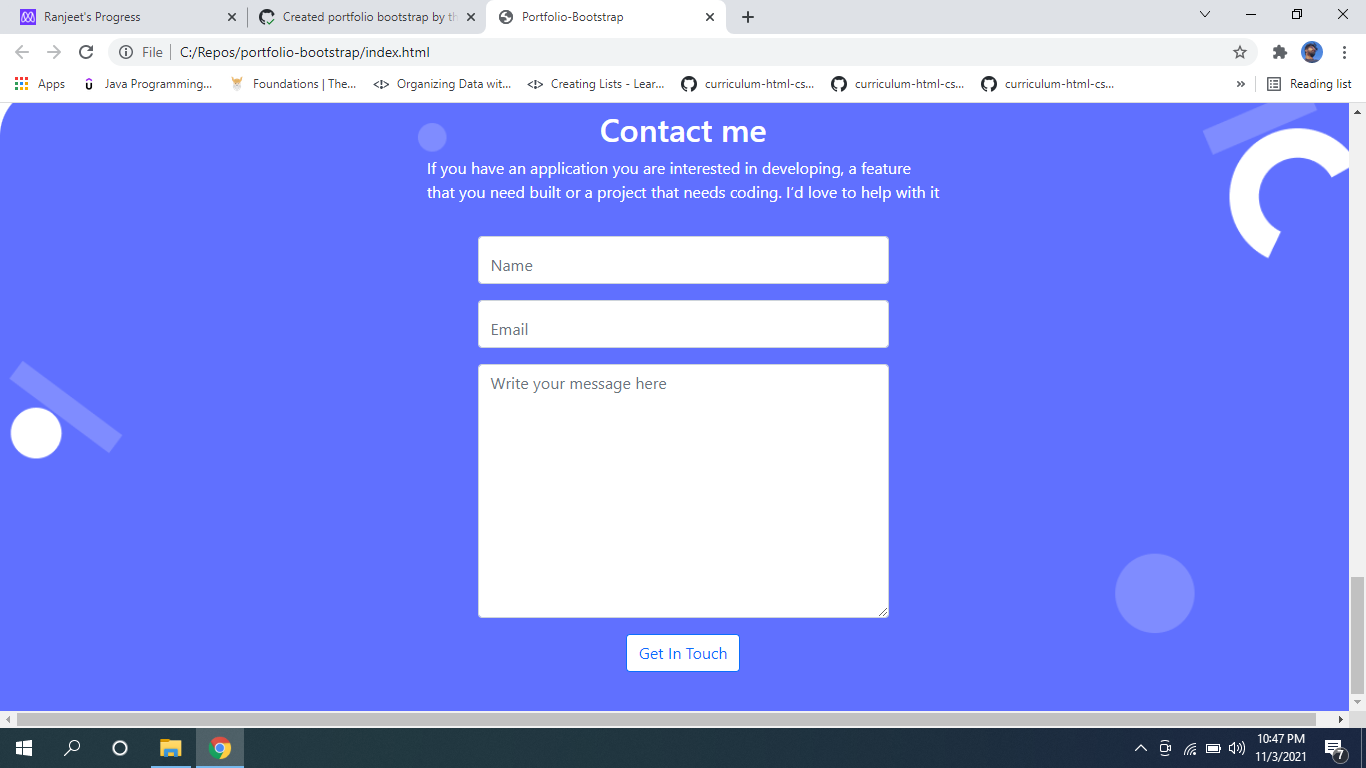 Ranjeet's Progress
Created portfolio bootstrap by th
Portfolio-Bootstrap
File
C:/Repos/portfolio-bootstrap/index.html
Apps
Java Programming...
Foundations | The...
Organizing Data wit...
Creating Lists - Lear...
curriculum-html-cs...
curriculum-html-cs...
curriculum-html-cs...
»
Reading list
Contact me
If you have an application you are interested in developing, a feature
that you need built or a project that needs coding. I'd love to help with it
Name
Email
Write your message here
Get In Touch
10:47 PM
11/3/2021
7